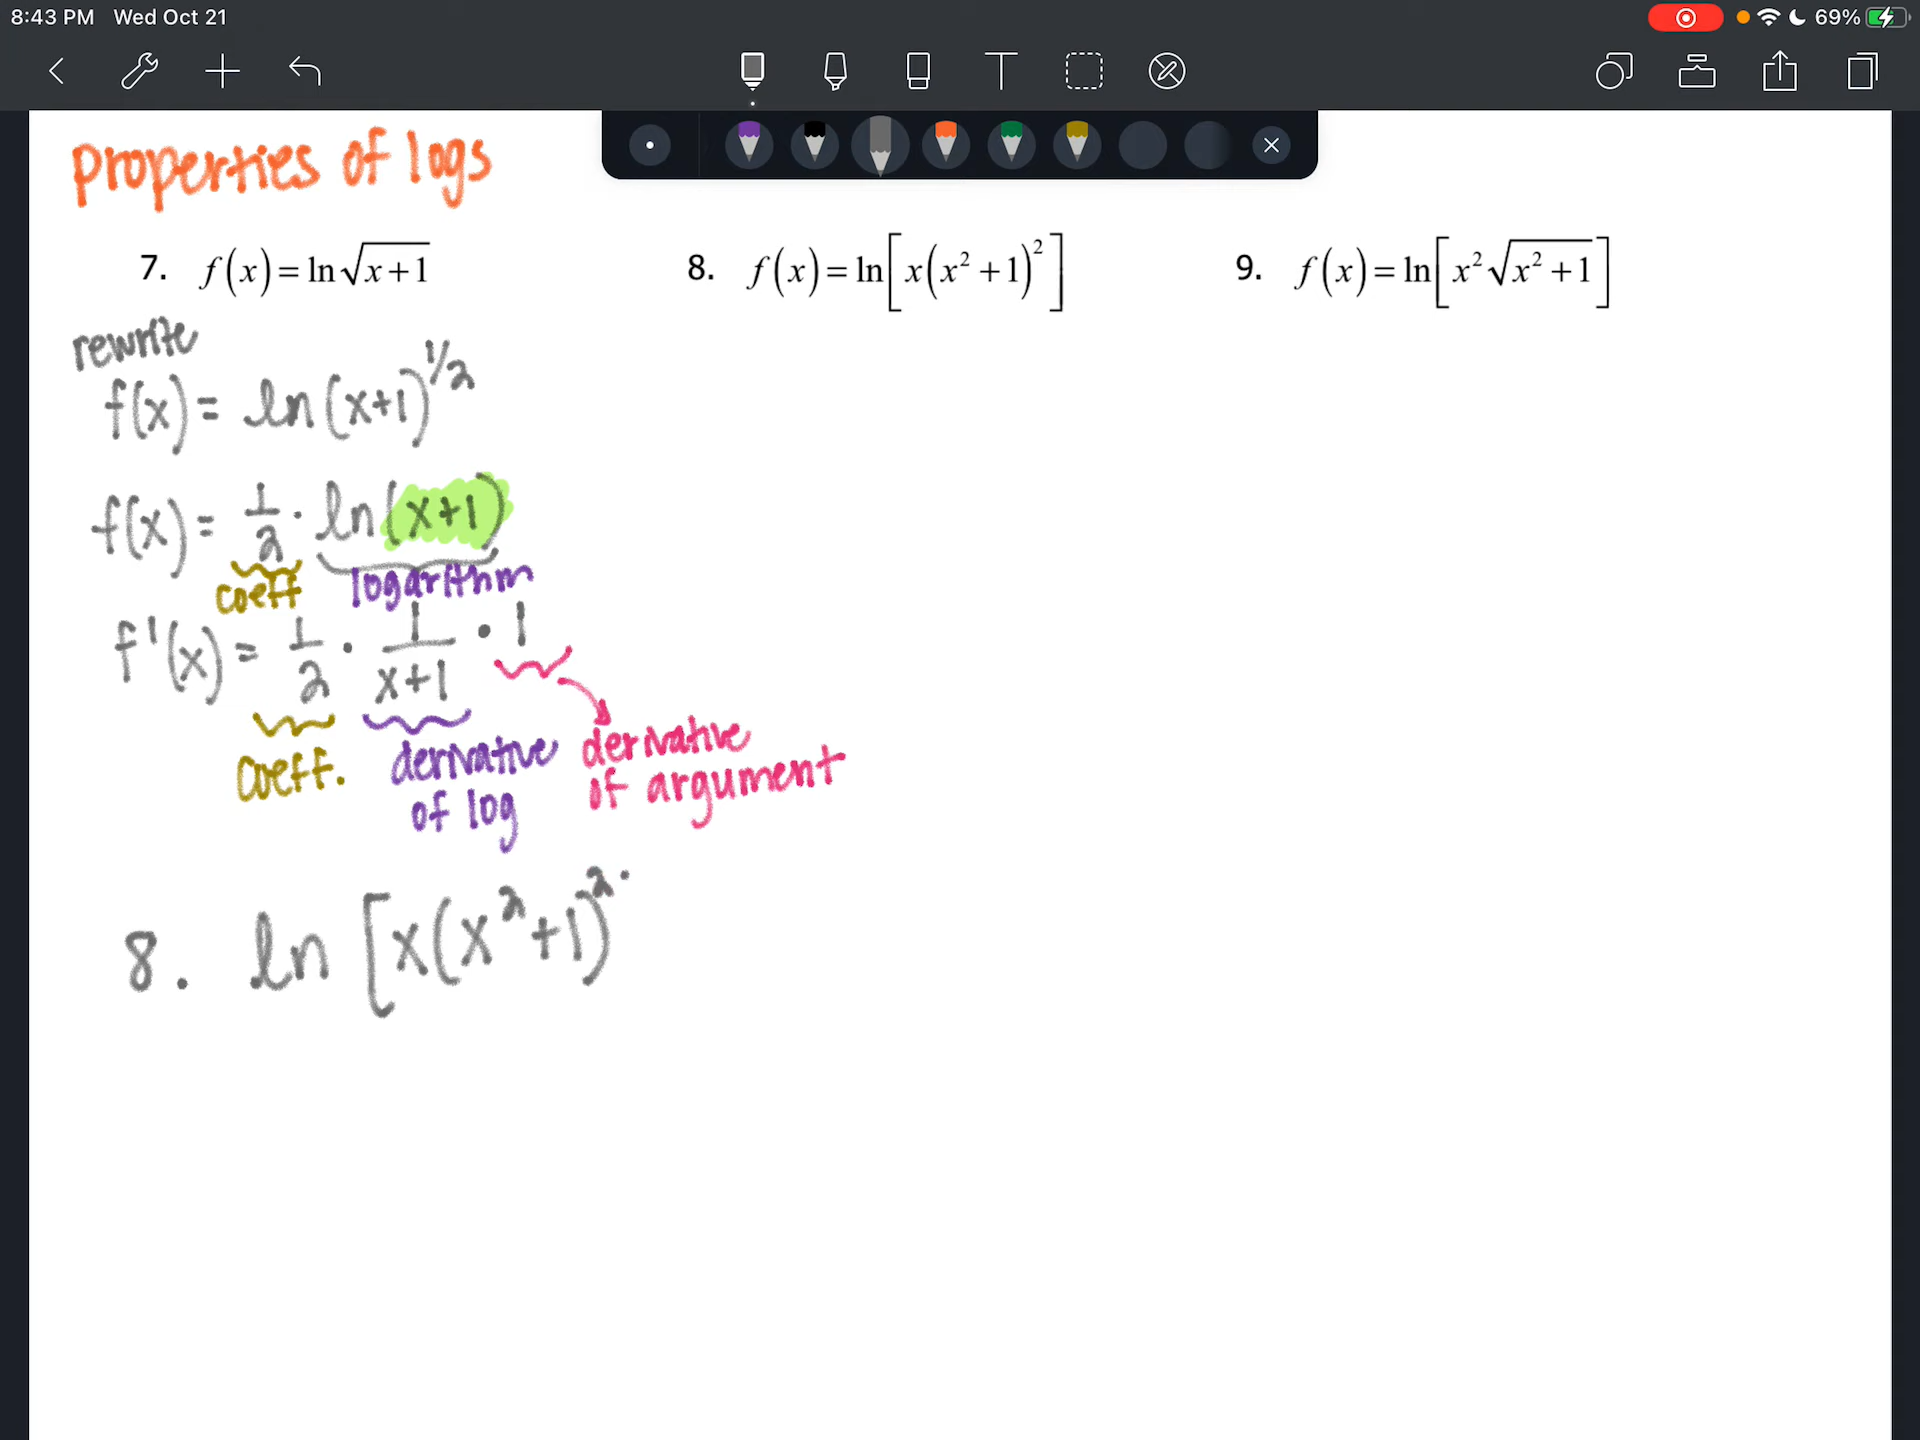 8:43 PM Wed Oct 21 69%
properties of logs
7. f(x) = ln√(x+1) 8. f(x) = ln[x(x²+1)²] 9. f(x) = ln[x²√(x²+1)]
rewrite
f(x) = ln(x+1)^1/2
f(x) = 1/2 · ln(x+1)
coeff logarithm
f'(x) = 1/2 · 1/(x+1) · 1
coeff. derivative of log
derivative of argument
8. ln [x(x²+1)²